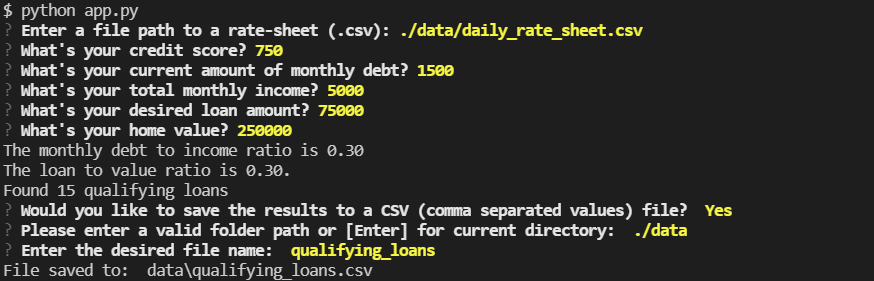 $ python app.py
? Enter a file path to a rate-sheet (.csv): ./data/daily_rate_sheet.csv
? What's your credit score? 750
? What's your current amount of monthly debt? 1500
? What's your total monthly income? 5000
? What's your desired loan amount? 75000
? What's your home value? 250000
The monthly debt to income ratio is 0.30
The loan to value ratio is 0.30.
Found 15 qualifying loans
? Would you like to save the results to a CSV (comma separated values) file?  Yes
? Please enter a valid folder path or [Enter] for current directory:  ./data
? Enter the desired file name:  qualifying_loans
File saved to:  data\qualifying_loans.csv